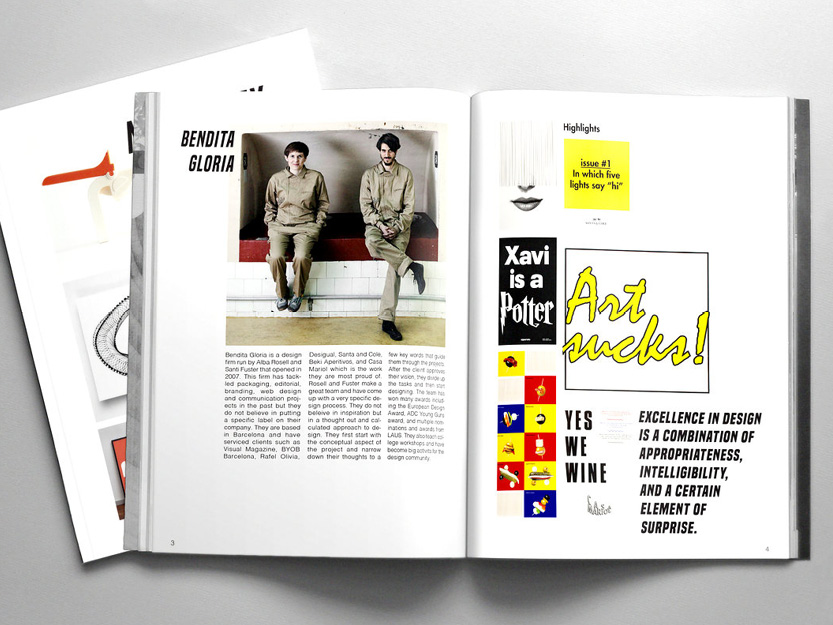 BENDITA
GLORIA
Bendita Gloria is a design
firm run by Alba Rosell and
Santi Fuster that opened in
2007. This firm has tack-
led packaging, editorial,
branding, web design
and communication proj-
ects in the past but they
do not believe in putting
a specific label on their
company. They are based
in Barcelona and have
serviced clients such as
Visual Magazine, BYOB
Barcelona, Rafel Olivia,
Desigual, Santa and Cole,
Beki Aperitivos, and Casa
Mariol which is the work
they are most proud of.
Rosell and Fuster make a
great team and have come
up with a very specific de-
sign process. They do not
beleive in inspiration but
in a thought out and cal-
culated approach to de-
sign. They first start with
the conceptual aspect of
the project and narrow
down their thoughts to a
few key words that guide
them through the project.
After the client approves
their vision, they divide up
the tasks and then start
designing. The team has
won many awards includ-
ing the European Design
Award, ADC Young Guns
award, and multiple nomi-
nations and awards from
LAUS. They also teach col-
lege workshops and have
become big activists for the
design community.
3
Highlights
issue #1
In which five
lights say “hi”
Xavi
is a
Potter
Art
sucks!
YES
WE
WINE
EXCELLENCE IN DESIGN
IS A COMBINATION OF
APPROPRIATENESS,
INTELLIGIBILITY,
AND A CERTAIN
ELEMENT OF
SURPRISE.
4